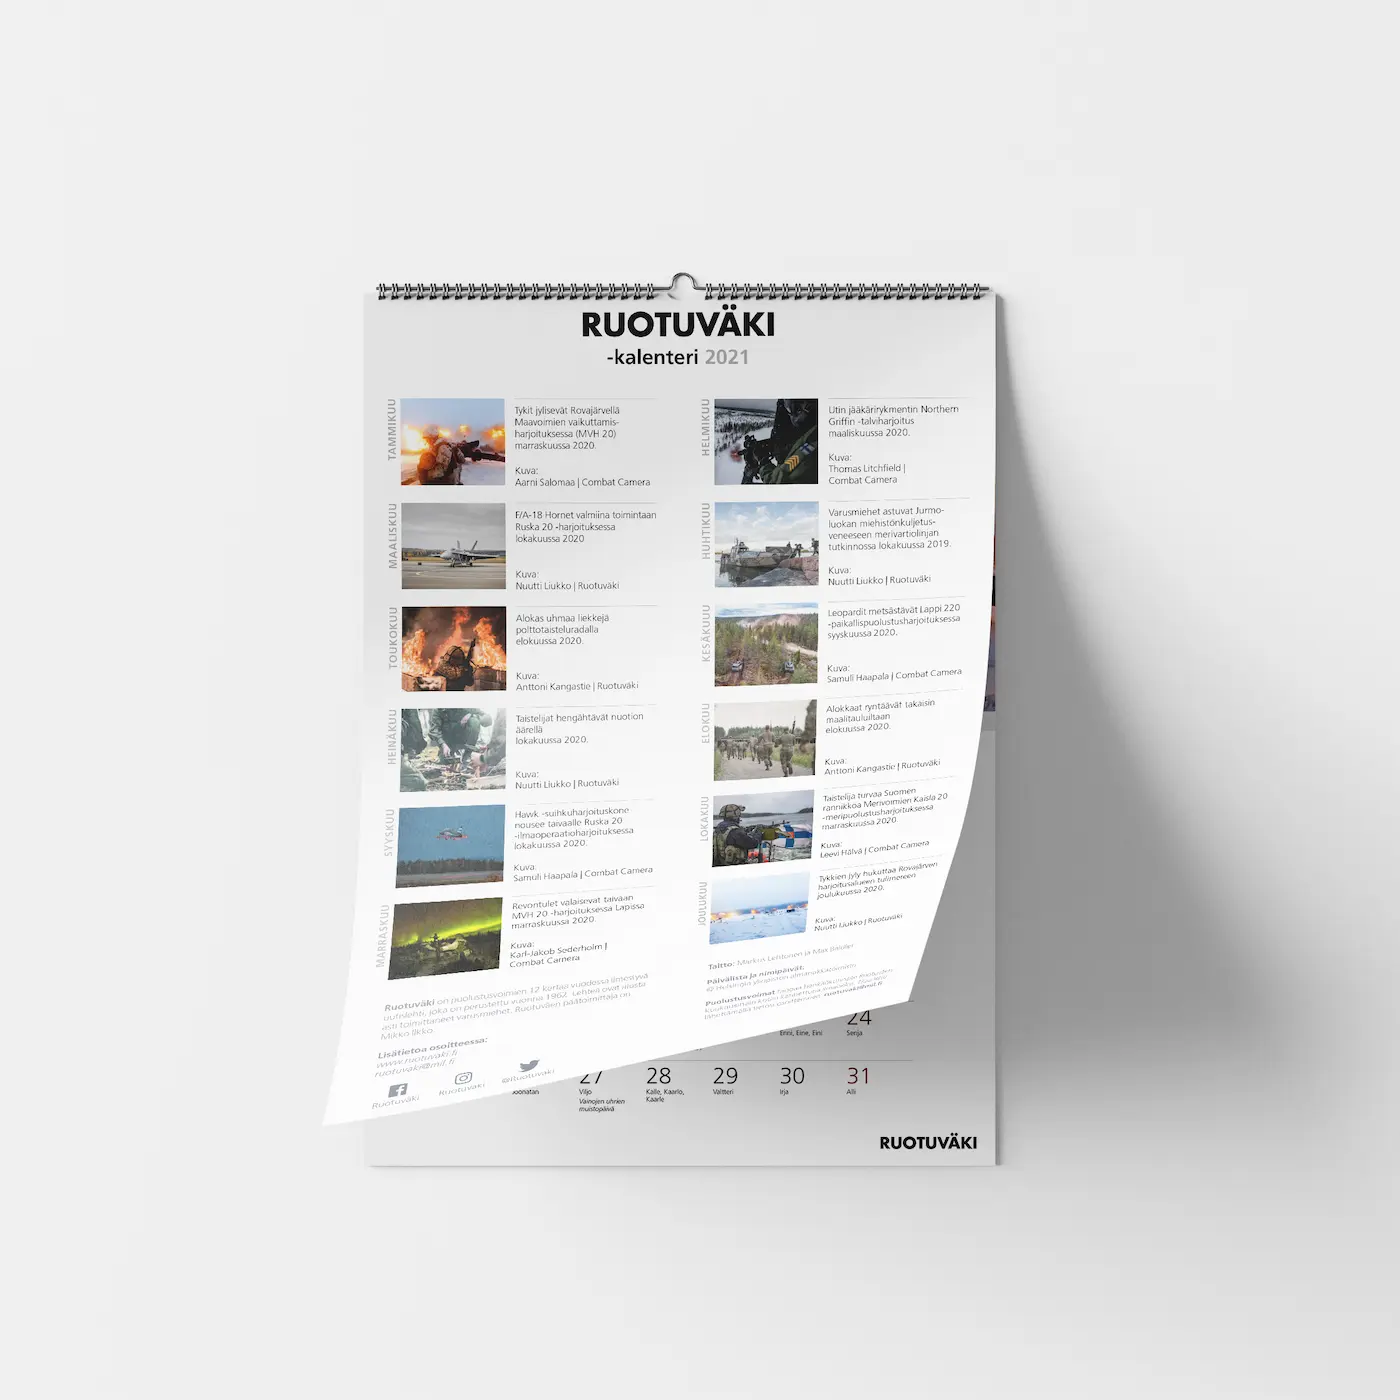 RUOTUVÄKI
-kalenteri 2021
TAMMIKUU
Tykit jylisevät Rovajärvellä
Maavoimien vaikuttamis-
harjoituksessa (MVH 20)
marraskuussa 2020.
Kuva:
Aarni Salomaa | Combat Camera
HELMIKUU
Utin jääkärirykmentin Northern
Griffin -talviharjoitus
maaliskuussa 2020.
Kuva:
Thomas Litchfield |
Combat Camera
MAALISKUU
F/A-18 Hornet valmiina toimintaan
Ruska 20 -harjoituksessa
lokakuussa 2020
Kuva:
Nuutti Liukko | Ruotuväki
HUHTIKUU
Varusmiehet astuvat Jurmo-
luokan miehistönkuljetus-
veneeseen merivartiolinjan
tutkinnossa lokakuussa 2019.
Kuva:
Nuutti Liukko | Ruotuväki
TOUKOKUU
Alokas uhmaa liekkejä
polttotaisteluradalla
elokuussa 2020.
Kuva:
Anttoni Kangastie | Ruotuväki
KESÄKUU
Leopardit metsästävät Lappi 220
-paikallispuolustusharjoituksessa
syyskuussa 2020.
Kuva:
Samuli Haapala | Combat Camera
HEINÄKUU
Taistelijat hengähtävät nuotion
äärellä
lokakuussa 2020.
Kuva:
Nuutti Liukko | Ruotuväki
ELOKUU
Alokkaat ryntäävät takaisin
maalitauluiltaan
elokuussa 2020.
Kuva:
Anttoni Kangastie | Ruotuväki
SYYSKUU
Hawk -suihkuharjoituskone
nousee taivaalle Ruska 20
-ilmaoperaatioharjoituksessa
lokakuussa 2020.
Kuva:
Samuli Haapala | Combat Camera
LOKAKUU
Taistelija turvaa Suomen
rannikkoa Merivoimien Kaisla 20
-meripuolustusharjoituksessa
marraskuussa 2020
Kuva:
Leevi Hälvä | Combat Camera
MARRASKUU
Revontulet valaisevat taivaan
MVH 20 -harjoituksessa Lapissa
marraskuussa 2020
Kuva:
Karl-Jakob Söderholm |
Combat Camera
JOULUKUU
Tykkien jyly hukuttaa Rovajärven
harjoitusalueen tulimereen
joulukuussa 2020.
Kuva:
Nuutti Liukko | Ruotuväki
Ruotuväki on puolustusvoimien 12 kertaa vuodessa ilmestyvä
uutislehti, joka on perustettu vuonna 1962. Lehteä ovat alusta
asti toimittaneet varusmiehet. Ruotuväen päätoimittaja on
Mikko Ilkko.
Lisätietoa osoitteessa:
www.ruotuvaki.fi
ruotuvaki@mil.fi
Ruotuväki
Ruotuväki
@Ruotuvaki
Taitto: Markus Lehtonen ja
Päivälista ja nimipäivät:
© Helsingin yliopiston almanakkatoimisto
Puolustusvoimat
ruotuvaki@mil.fi
Enni, Eine, Eini
24
Senja
27
Viljo
Vainojen uhrien
muistopäivä
28
Kalle, Kaarlo,
Kaarle
29
Valtteri
30
Irja
31
Alli
RUOTUVÄKI